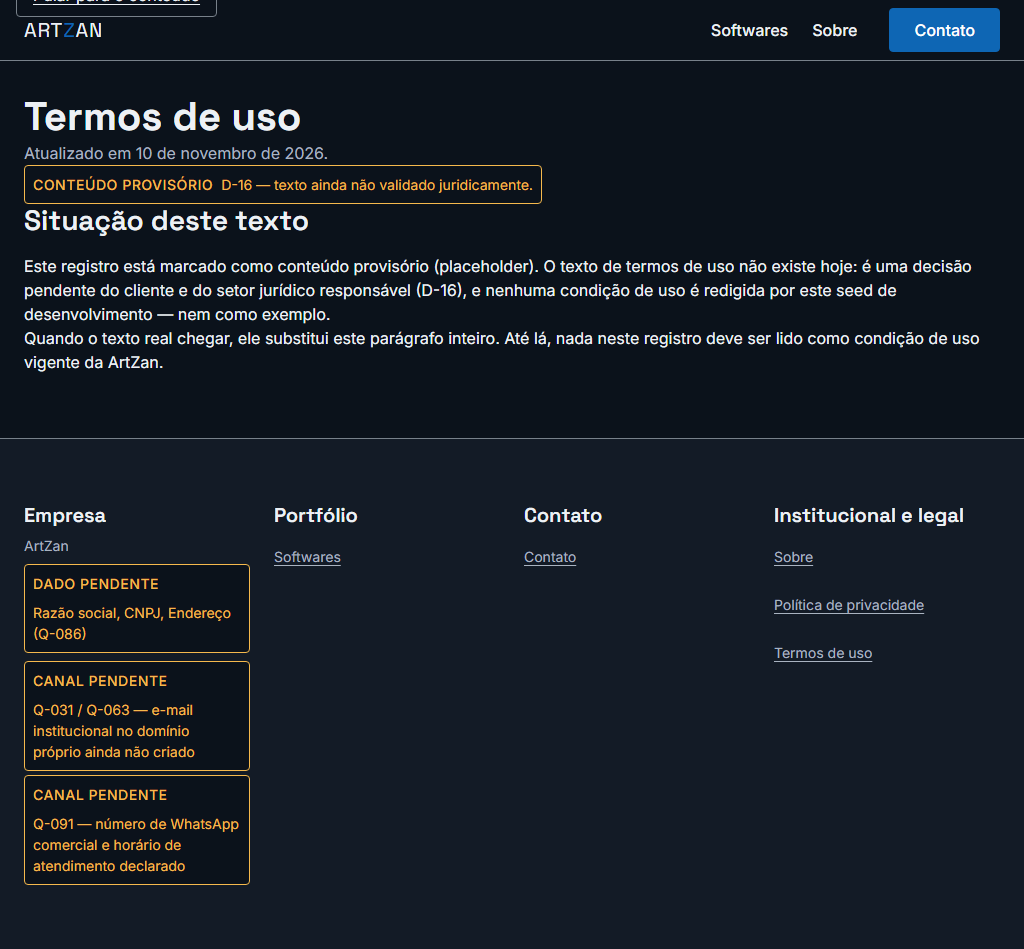 ARTZAN
Softwares
Sobre
Contato
Termos de uso
Atualizado em 10 de novembro de 2026.
CONTEÚDO PROVISÓRIO D-16 — texto ainda não validado juridicamente.
Situação deste texto
Este registro está marcado como conteúdo provisório (placeholder). O texto de termos de uso não existe hoje: é uma decisão
pendente do cliente e do setor jurídico responsável (D-16), e nenhuma condição de uso é redigida por este seed de
desenvolvimento — nem como exemplo.
Quando o texto real chegar, ele substitui este parágrafo inteiro. Até lá, nada neste registro deve ser lido como condição de uso
vigente da ArtZan.
Empresa
ArtZan
DADO PENDENTE
Razão social, CNPJ, Endereço
(Q-086)
CANAL PENDENTE
Q-031 / Q-063 — e-mail
institucional no domínio
próprio ainda não criado
CANAL PENDENTE
Q-091 — número de WhatsApp
comercial e horário de
atendimento declarado
Portfólio
Softwares
Contato
Contato
Institucional e legal
Sobre
Política de privacidade
Termos de uso